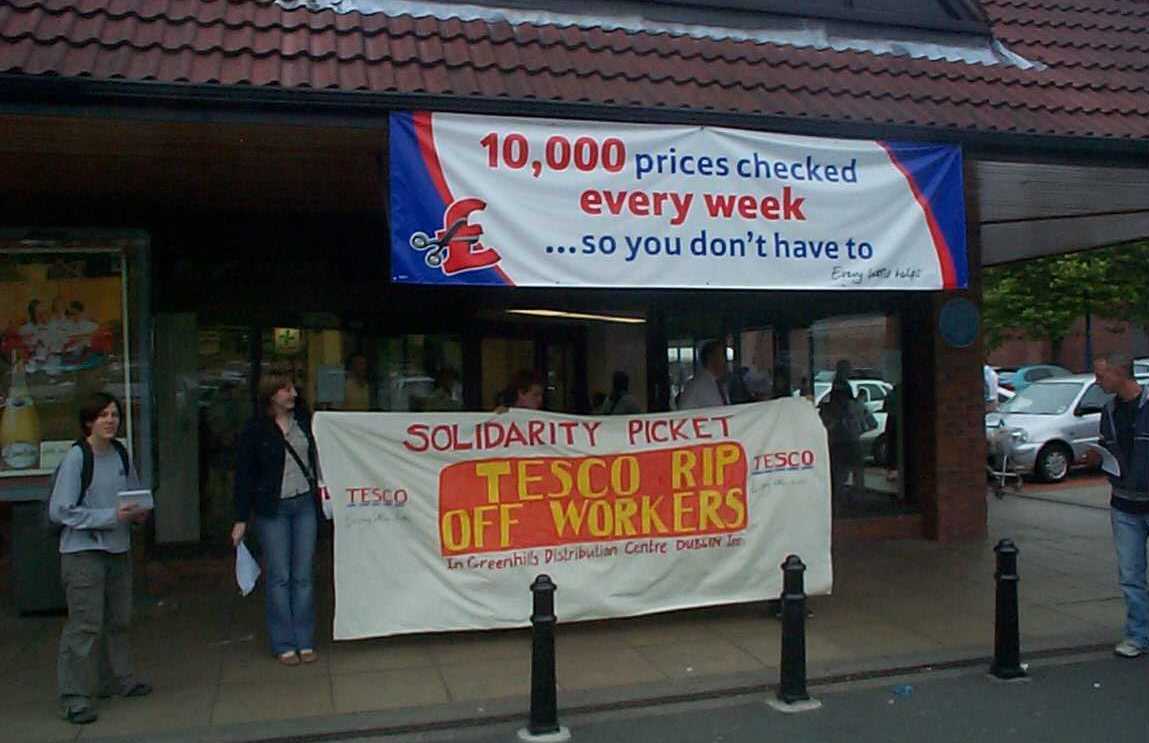 10,000 prices checked
every week
...so you don't have to
Every little helps
£
SOLIDARITY PICKET
TESCO RIP
OFF WORKERS
In Greenhills Distribution Centre DUBLIN
TESCO
TESCO